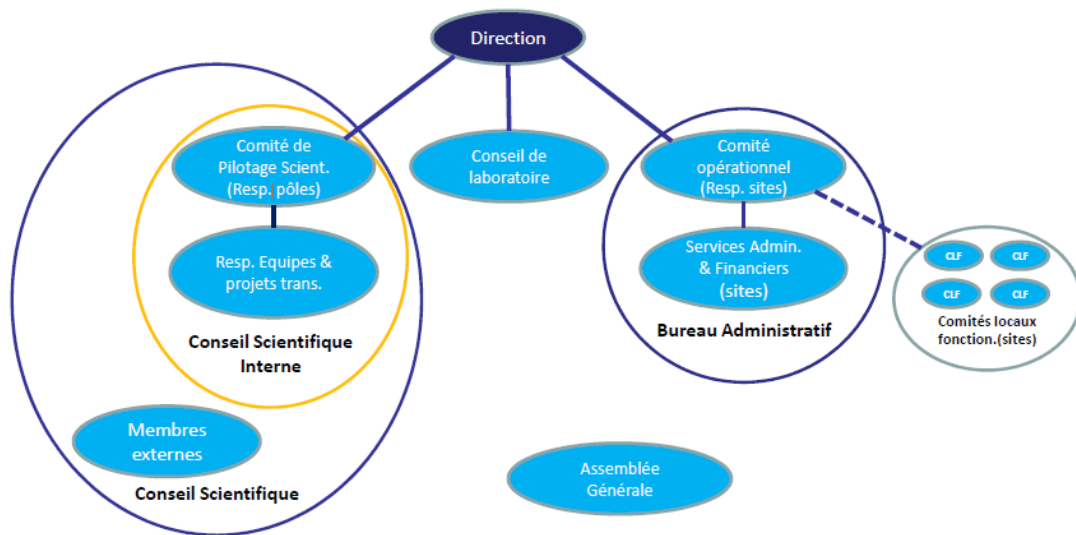 Direction
Comité de
Pilotage Scient.
(Resp. pôles)
Conseil de
laboratoire
Comité
opérationnel
(Resp. sites)
Resp. Equipes &
projets trans.
Services Admin.
& Financiers
(sites)
CLF
CLF
CLF
CLF
Comités locaux
fonction.(sites)
Conseil Scientifique
Interne
Bureau Administratif
Membres
externes
Conseil Scientifique
Assemblée
Générale